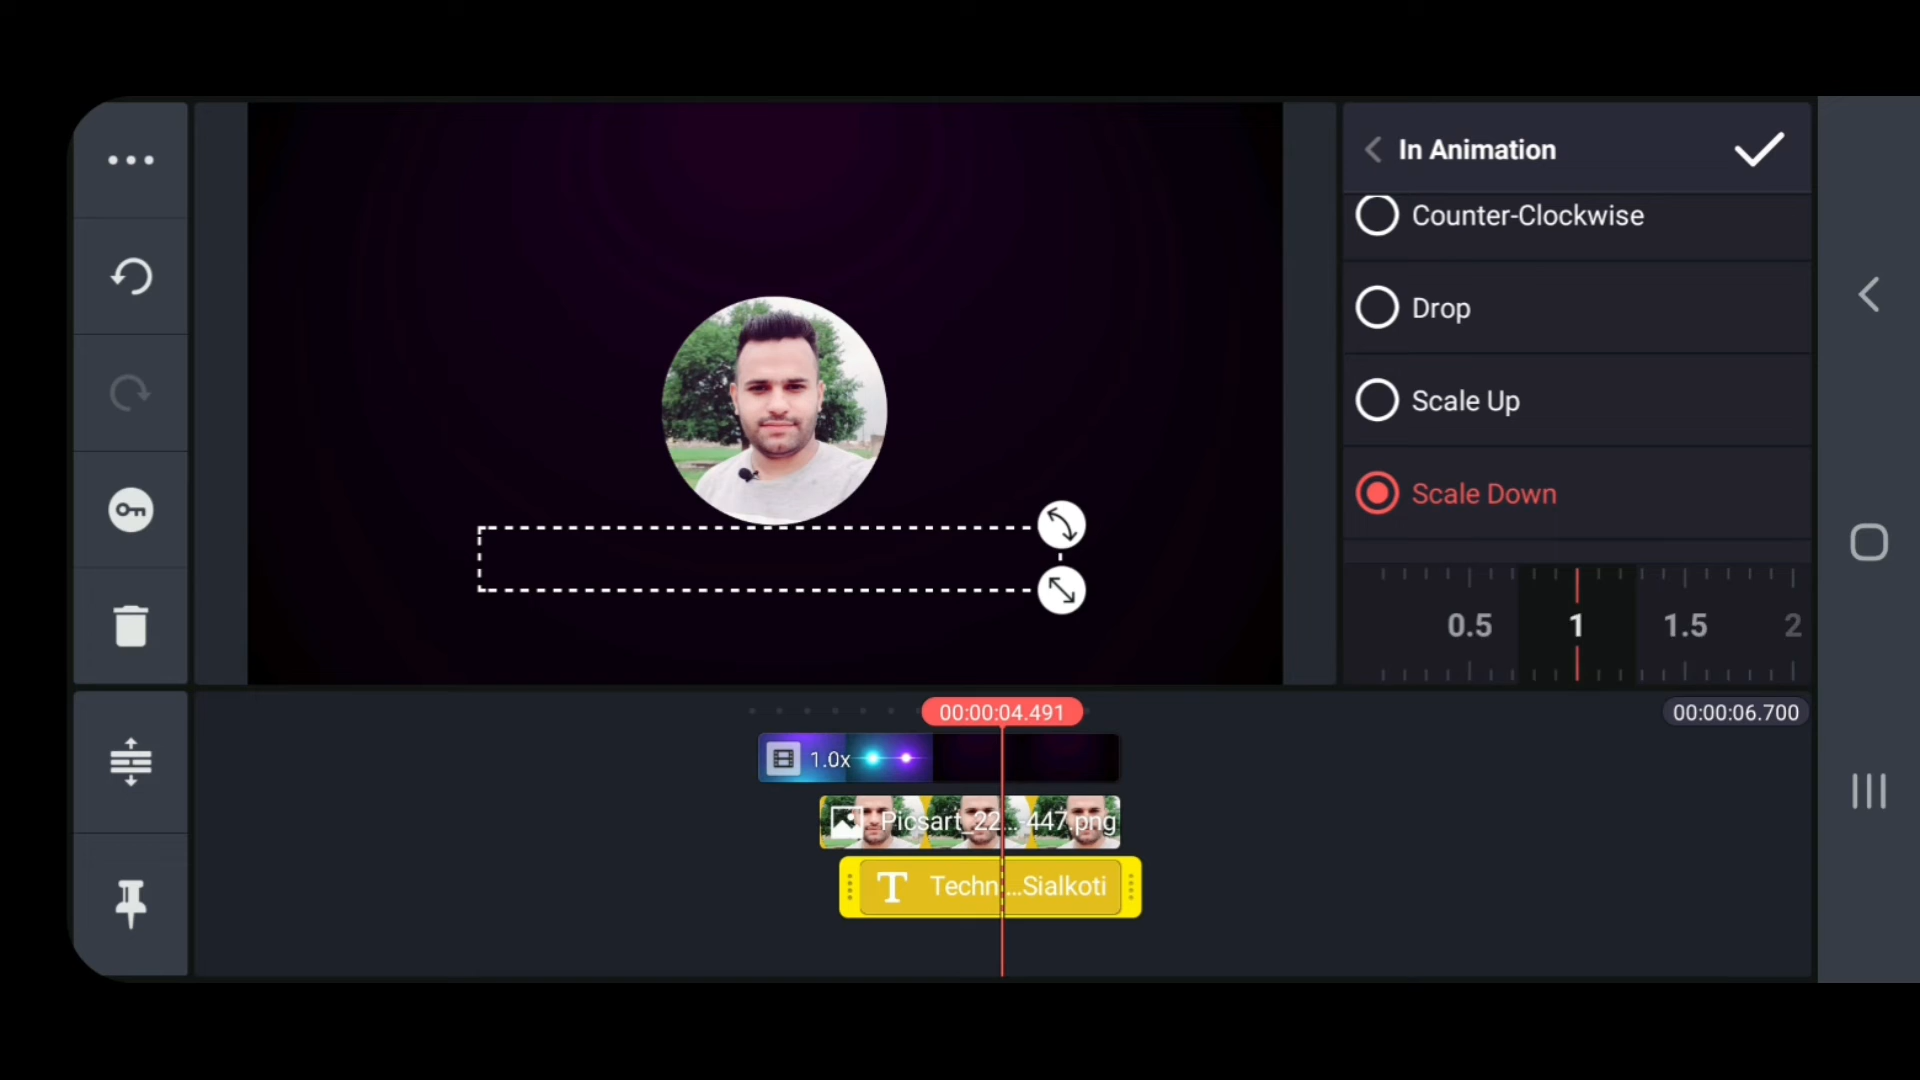 In Animation
Counter-Clockwise
Drop
Scale Up
Scale Down
0.5 1 1.5 2
00:00:04.491
00:00:06.700
1.0x
Picsart_22...-447.png
T Techn...Sialkoti